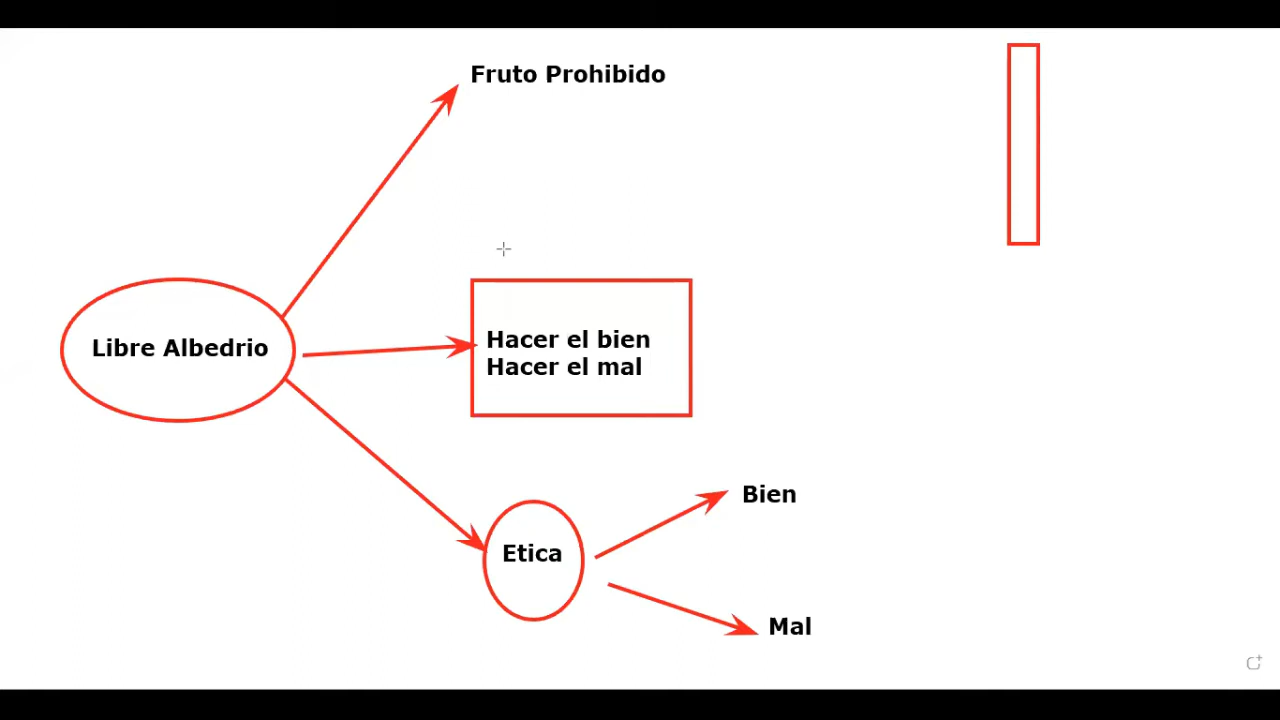 Fruto Prohibido
Libre Albedrio
Hacer el bien
Hacer el mal
Etica
Bien
Mal